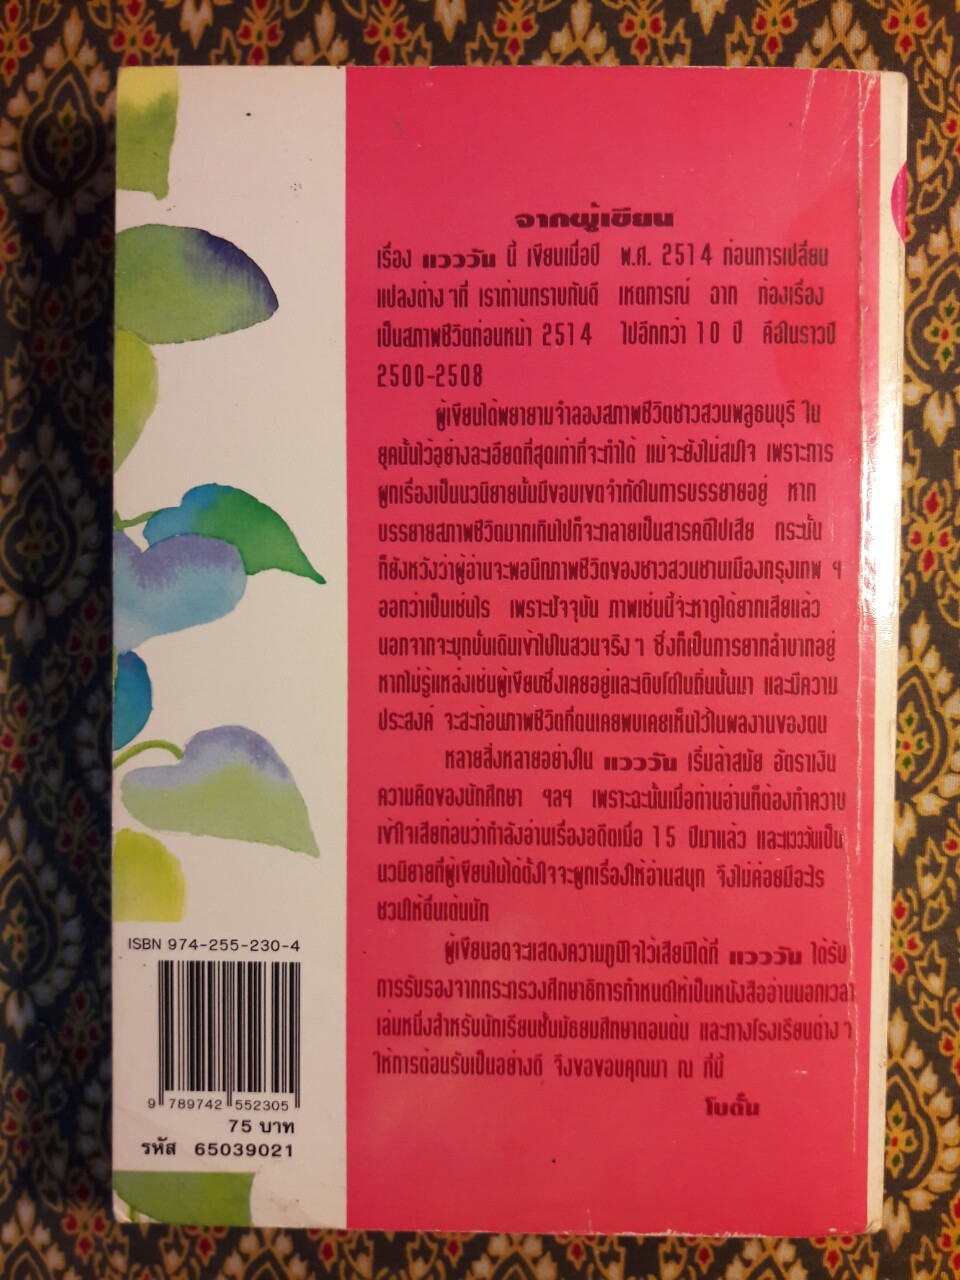 จากผู้เขียน
เรื่อง แวววัน นี้ เขียนเมื่อปี พ.ศ. 2514 ก่อนการเปลี่ยน
แปลงต่าง ๆที่ เราท่านทราบกันดี เหตุการณ์ ฉาก ท้องเรื่อง
เป็นสภาพชีวิตก่อนหน้า 2514 ไปอีกกว่า 10 ปี คือในราวปี
2500-2508
ผู้เขียนได้พยายามจำลองสภาพชีวิตชาวสวนพลูธนบุรี ใน
ยุคนั้นไว้อย่างละเอียดที่สุดเท่าที่จะทำได้ แม้จะยังไม่สมใจ เพราะการ
ผูกเรื่องเป็นนวนิยายนั้นมีขอบเขตจำกัดในการบรรยายอยู่ หาก
บรรยายสภาพชีวิตมากเกินไปก็จะกลายเป็นสารคดีไปเสีย กระนั้น
ก็ยังหวังว่าผู้อ่านจะพอนึกภาพชีวิตของชาวสวนชานเมืองกรุงเทพ ฯ
ออกว่าเป็นเช่นไร เพราะปัจจุบัน ภาพเช่นนี้จะหาดูได้ยากเสียแล้ว
นอกจากจะบุกบั่นเดินเข้าไปในสวนจริง ๆ ซึ่งก็เป็นการยากลำบากอยู่
หากไม่รู้แหล่งเช่นผู้เขียนซึ่งเคยอยู่และเติบโตในถิ่นนั้นมา และมีความ
ประสงค์ จะสะท้อนภาพชีวิตที่ตนเคยพบเคยเห็นไว้ในผลงานของตน
หลายสิ่งหลายอย่างใน แวววัน เริ่มล้าสมัย อัตราเงิน
ความคิดของนักศึกษา ฯลฯ เพราะฉะนั้นเมื่อท่านอ่านก็ต้องทำความ
เข้าใจเสียก่อนว่ากำลังอ่านเรื่องอดีตเมื่อ 15 ปีมาแล้ว และแวววันเป็น
นวนิยายที่ผู้เขียนไม่ได้ตั้งใจจะผูกเรื่องให้อ่านสนุก จึงไม่ค่อยมีอะไร
ชวนให้ตื่นเต้นนัก
ผู้เขียนอดจะแสดงความภูมิใจไว้เสียมิได้ที่ แวววัน ได้รับ
การรับรองจากกระทรวงศึกษาธิการกำหนดให้เป็นหนังสืออ่านนอกเวลา
เล่มหนึ่งสำหรับนักเรียนชั้นมัธยมศึกษาตอนต้น และทางโรงเรียนต่าง ๆ
ให้การต้อนรับเป็นอย่างดี จึงขอขอบคุณมา ณ ที่นี้
โบตั๋น
ISBN 974-255-230-4
9 789742 552305
75 บาท
รหัส 65039021